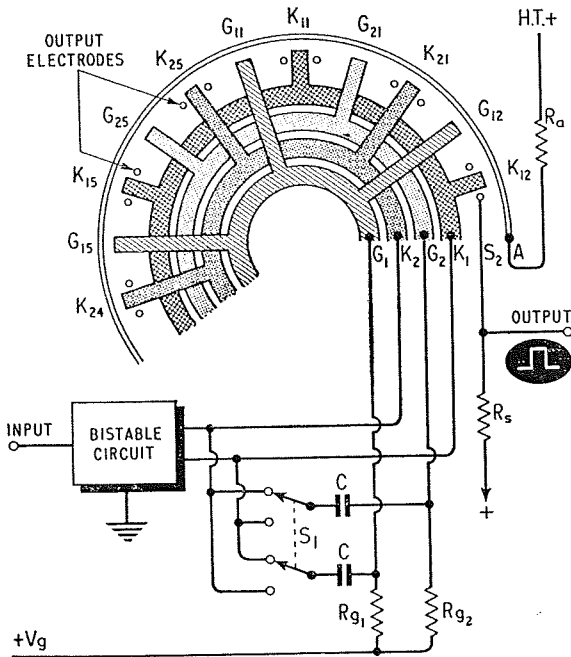 K₁₁
G₁₁
G₂₁
H.T.+
OUTPUT
ELECTRODES
K₂₅
K₂₁
G₂₅
G₁₂
Rₐ
K₁₅
K₁₂
G₁₅
G₁
K₂
G₂
K₁
S₂
A
K₂₄
OUTPUT
INPUT
BISTABLE
CIRCUIT
Rₛ
C
+
S₁
C
Rg₁
Rg₂
+Vg